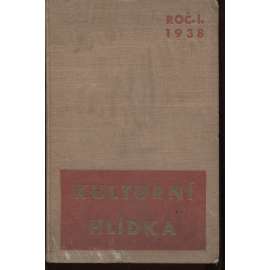 ROČ. I.
1938
KULTURNÍ
HLÍDKA